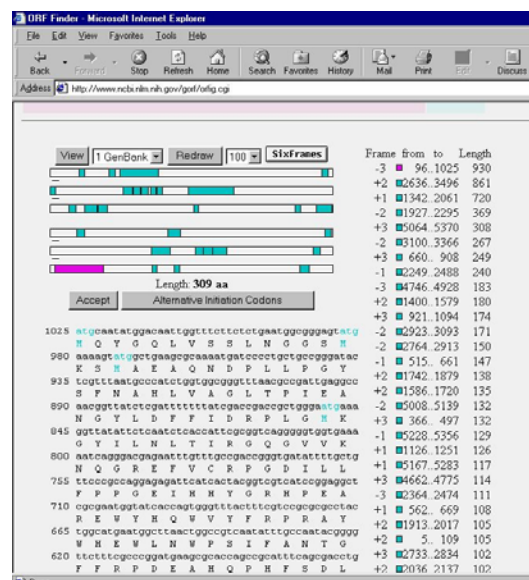 ORF Finder - Microsoft Internet Explorer
File Edit View Favorites Tools Help
Back Forward Stop Refresh Home Search Favorites History Mail Print Edit Discuss
Address http://www.ncbi.nlm.nih.gov/gorf/orfig.cgi
View 1 GenBank Redraw 100 SixFrames
Length: 309 aa
Accept Alternative Initiation Codons
1025 atgcaatatggacaattggtttcttctctgaatggcgggagtatg
M Q Y G Q L V S S L N G G S M
980 aaaagtatggctgaagcgcaaaatgatcccctgctgccgggatac
K S M A E A Q N D P L L P G Y
935 tcgtttaatgcccatctggtggcgggtttaacgccgattgaggcc
S F N A H L V A G L T P I E A
890 aacggttatctcgatttttttatcgaccgaccgctgggaatgaaa
N G Y L D F F I D R P L G M K
845 ggttatattctcaatctcaccattcgcggtcagggggtggtgaaa
G Y I L N L T I R G Q G V V K
800 aatcagggacgagaatttgtttgccgaccgggtgatattttgctg
N Q G R E F V C R P G D I L L
755 ttcccgccaggagagattcatcactacggtcgtcatccggaggct
F P P G E I H H Y G R H P E A
710 cgcgaatggtatcaccagtgggtttactttcgtccgcgcgcctac
R E W Y H Q W V Y F R P R A Y
665 tggcatgaatggcttaactggccgtcaatatttgccaatacgggg
W H E W L N W P S I F A N T G
620 ttctttcgcccggatgaagcgcaccagccgcatttcagcgacctg
F F R P D E A H Q P H F S D L
Frame from to Length
-3 96..1025 930
+2 2636..3496 861
+1 1342..2061 720
-2 1927..2295 369
+3 5064..5370 308
-2 3100..3366 267
+3 660.. 908 249
-1 2249..2488 240
-3 4746..4928 183
+2 1400..1579 180
+3 921..1094 174
-2 2923..3093 171
-2 2764..2913 150
-1 515.. 661 147
+2 1742..1879 138
+2 1586..1720 135
-2 5008..5139 132
+3 366.. 497 132
-1 5228..5356 129
+1 1126..1251 126
+1 5167..5283 117
+3 4662..4775 114
-3 2364..2474 111
+1 562.. 669 108
+2 1913..2017 105
+2 5.. 109 105
+3 2733..2834 102
+2 2036..2137 102